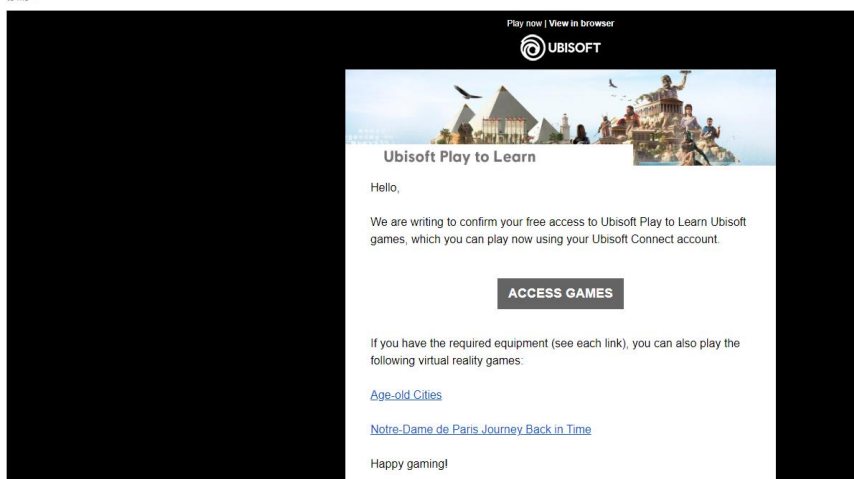 Play now | View in browser
UBISOFT
Ubisoft Play to Learn
Hello,
We are writing to confirm your free access to Ubisoft Play to Learn Ubisoft
games, which you can play now using your Ubisoft Connect account.
ACCESS GAMES
If you have the required equipment (see each link), you can also play the
following virtual reality games:
Age-old Cities
Notre-Dame de Paris Journey Back in Time
Happy gaming!